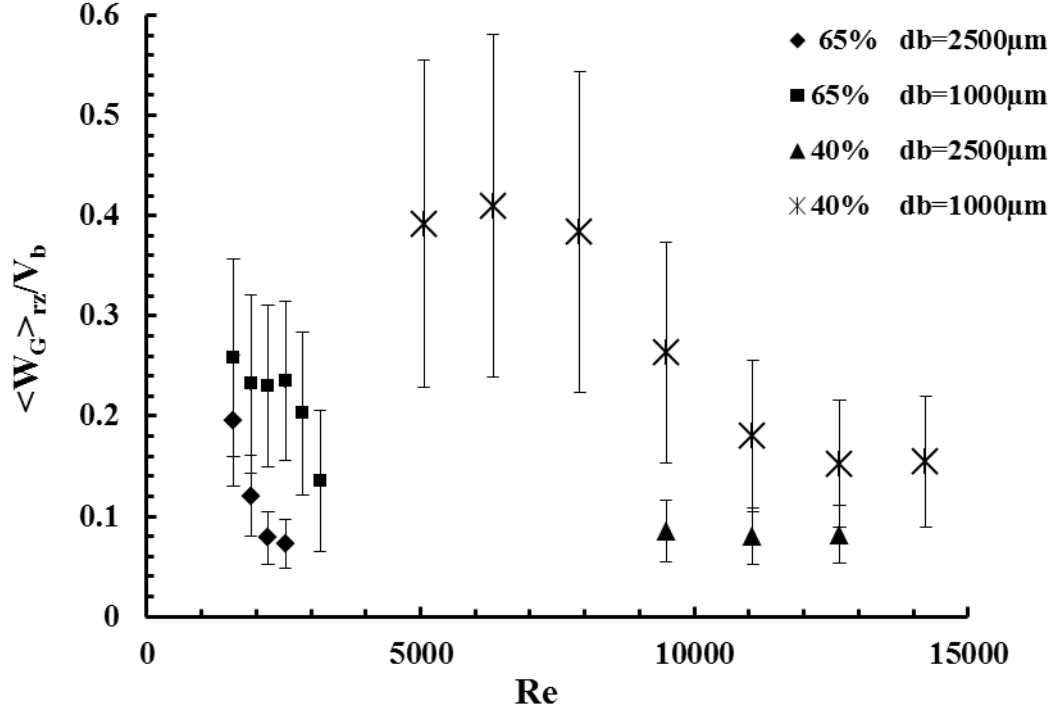 0.6
0.5
0.4
0.3
0.2
0.1
0
<W_G>_rz/V_b
65% db=2500μm
65% db=1000μm
40% db=2500μm
40% db=1000μm
0 5000 10000 15000
Re